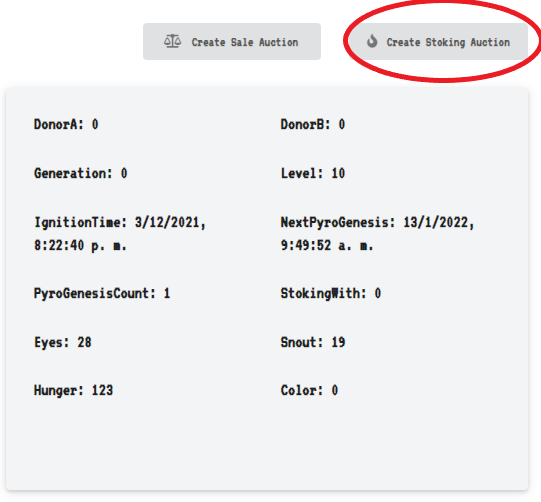 Create Sale Auction Create Stoking Auction
DonorA: 0 DonorB: 0
Generation: 0 Level: 10
IgnitionTime: 3/12/2021, NextPyroGenesis: 13/1/2022,
8:22:40 p. m. 9:49:52 a. m.
PyroGenesisCount: 1 StokingWith: 0
Eyes: 28 Snout: 19
Hunger: 123 Color: 0